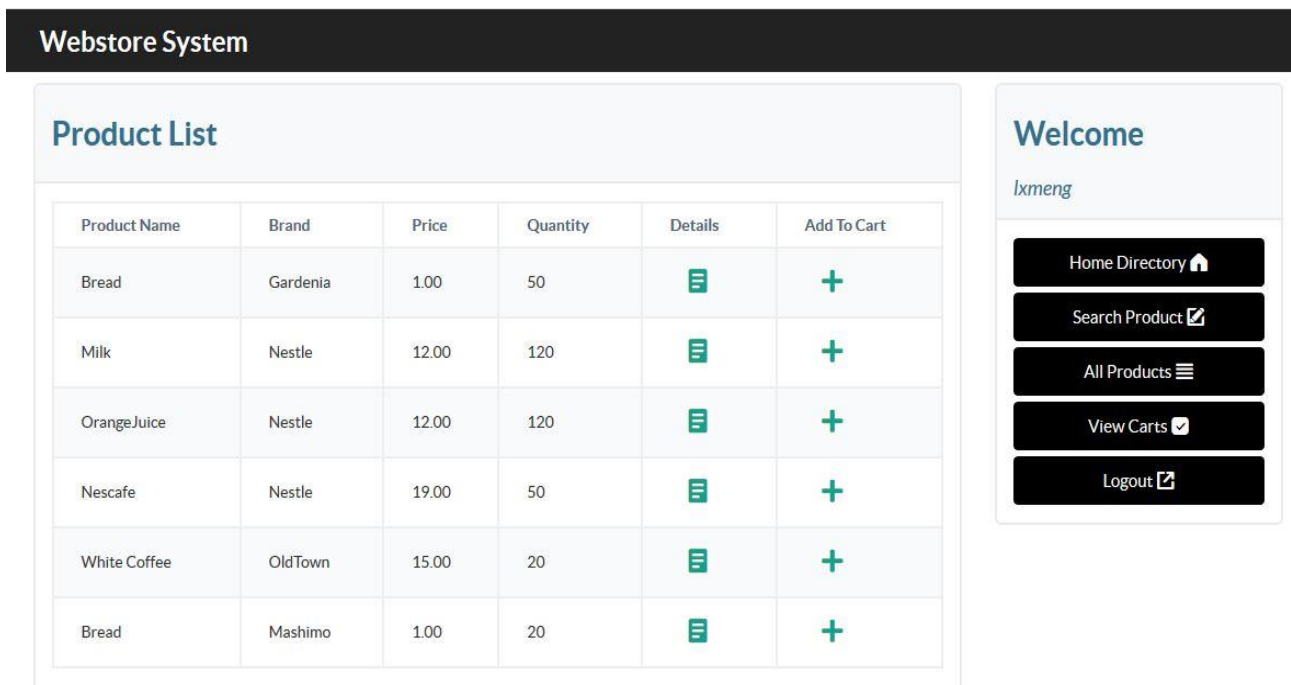 Webstore System
Product List
Product Name Brand Price Quantity Details Add To Cart
Bread Gardenia 1.00 50
Milk Nestle 12.00 120
OrangeJuice Nestle 12.00 120
Nescafe Nestle 19.00 50
White Coffee OldTown 15.00 20
Bread Mashimo 1.00 20
Welcome
lxmeng
Home Directory
Search Product
All Products
View Carts
Logout